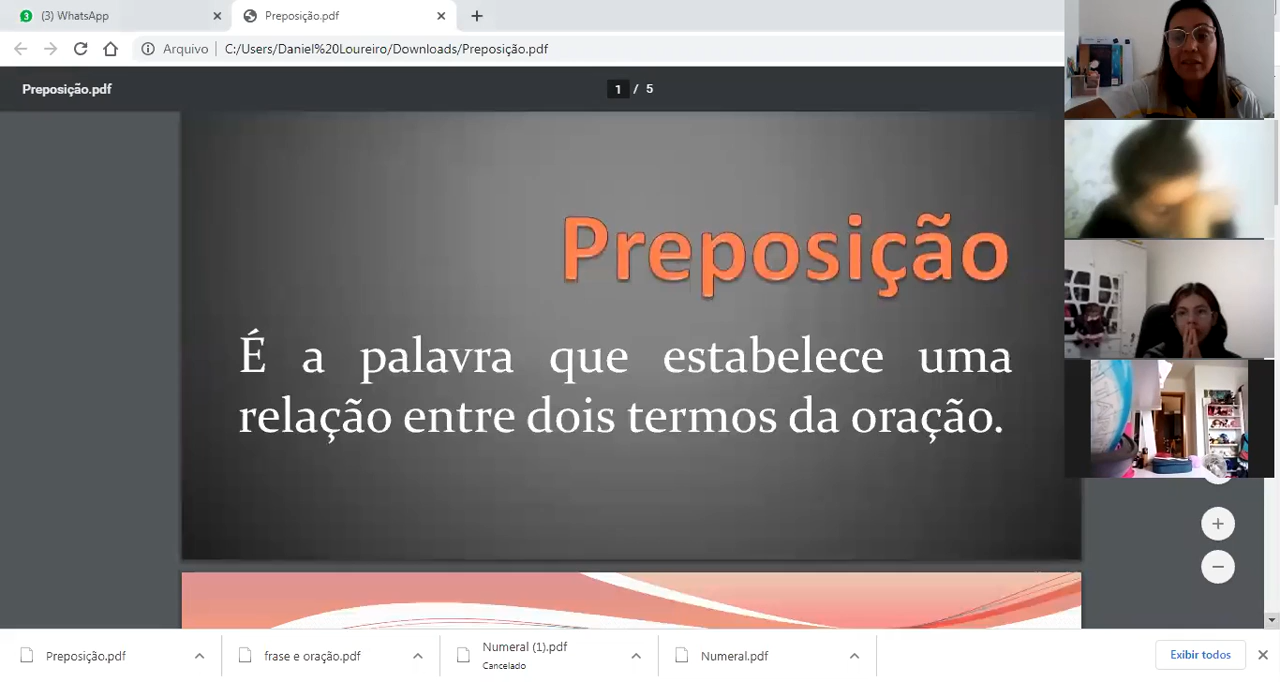 (3) WhatsApp
Preposição.pdf
Arquivo
C:/Users/Daniel%20Loureiro/Downloads/Preposição.pdf
Preposição.pdf
1 / 5
Preposição
É a palavra que estabelece uma
relação entre dois termos da oração.
Preposição.pdf
frase e oração.pdf
Numeral (1).pdf
Cancelado
Numeral.pdf
Exibir todos